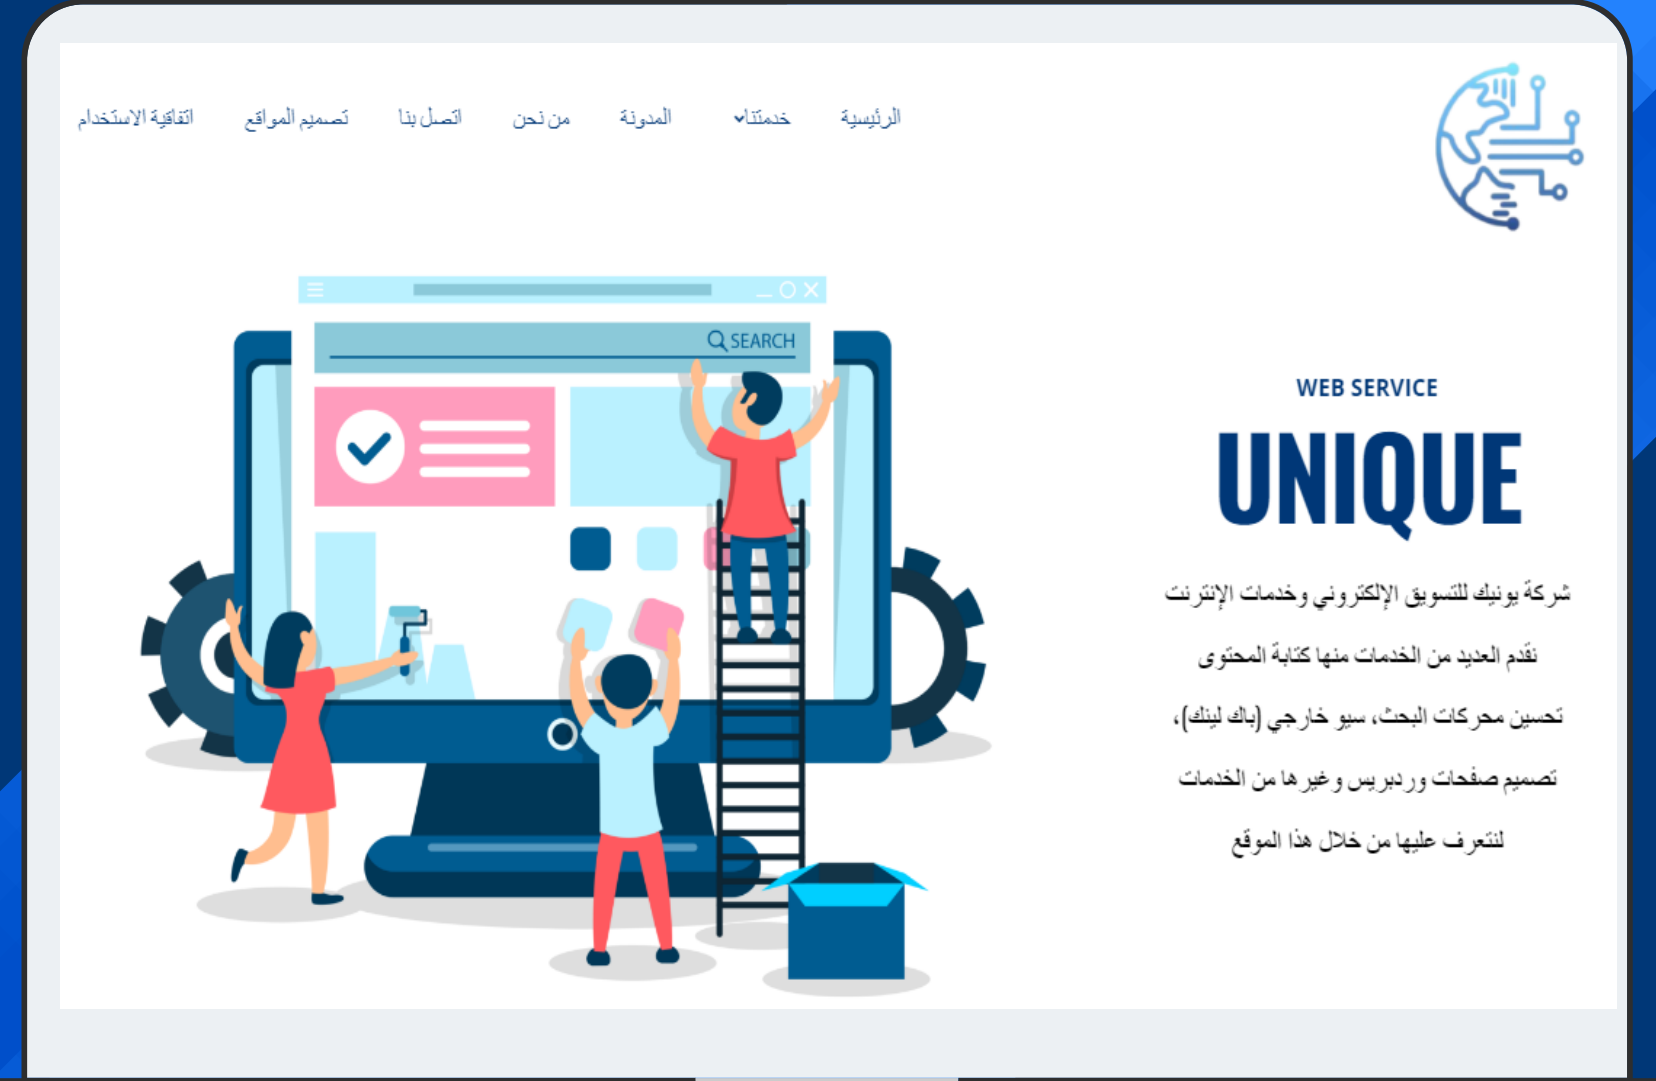 الرئيسية
خدمتنا
المدونة
من نحن
اتصل بنا
تصميم المواقع
اتفاقية الاستخدام
SEARCH
WEB SERVICE
UNIQUE
شركة يونيك للتسويق الإلكتروني وخدمات الإنترنت
نقدم العديد من الخدمات منها كتابة المحتوى
تحسين محركات البحث، سيو خارجي (باك لينك)،
تصميم صفحات وردبريس وغيرها من الخدمات
لنتعرف عليها من خلال هذا الموقع